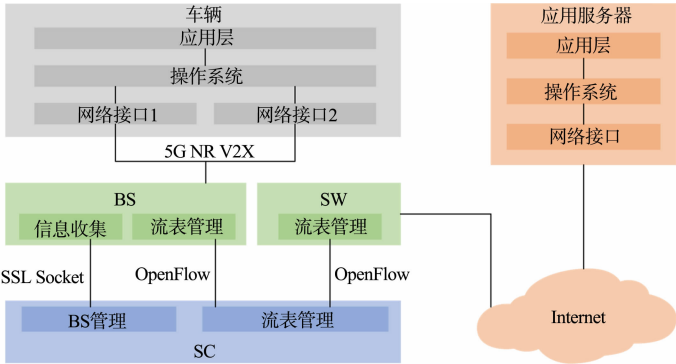 车辆
应用层
操作系统
网络接口1
网络接口2
5G NR V2X
应用服务器
应用层
操作系统
网络接口
BS
信息收集
流表管理
SW
流表管理
SSL Socket
OpenFlow
OpenFlow
BS管理
流表管理
SC
Internet